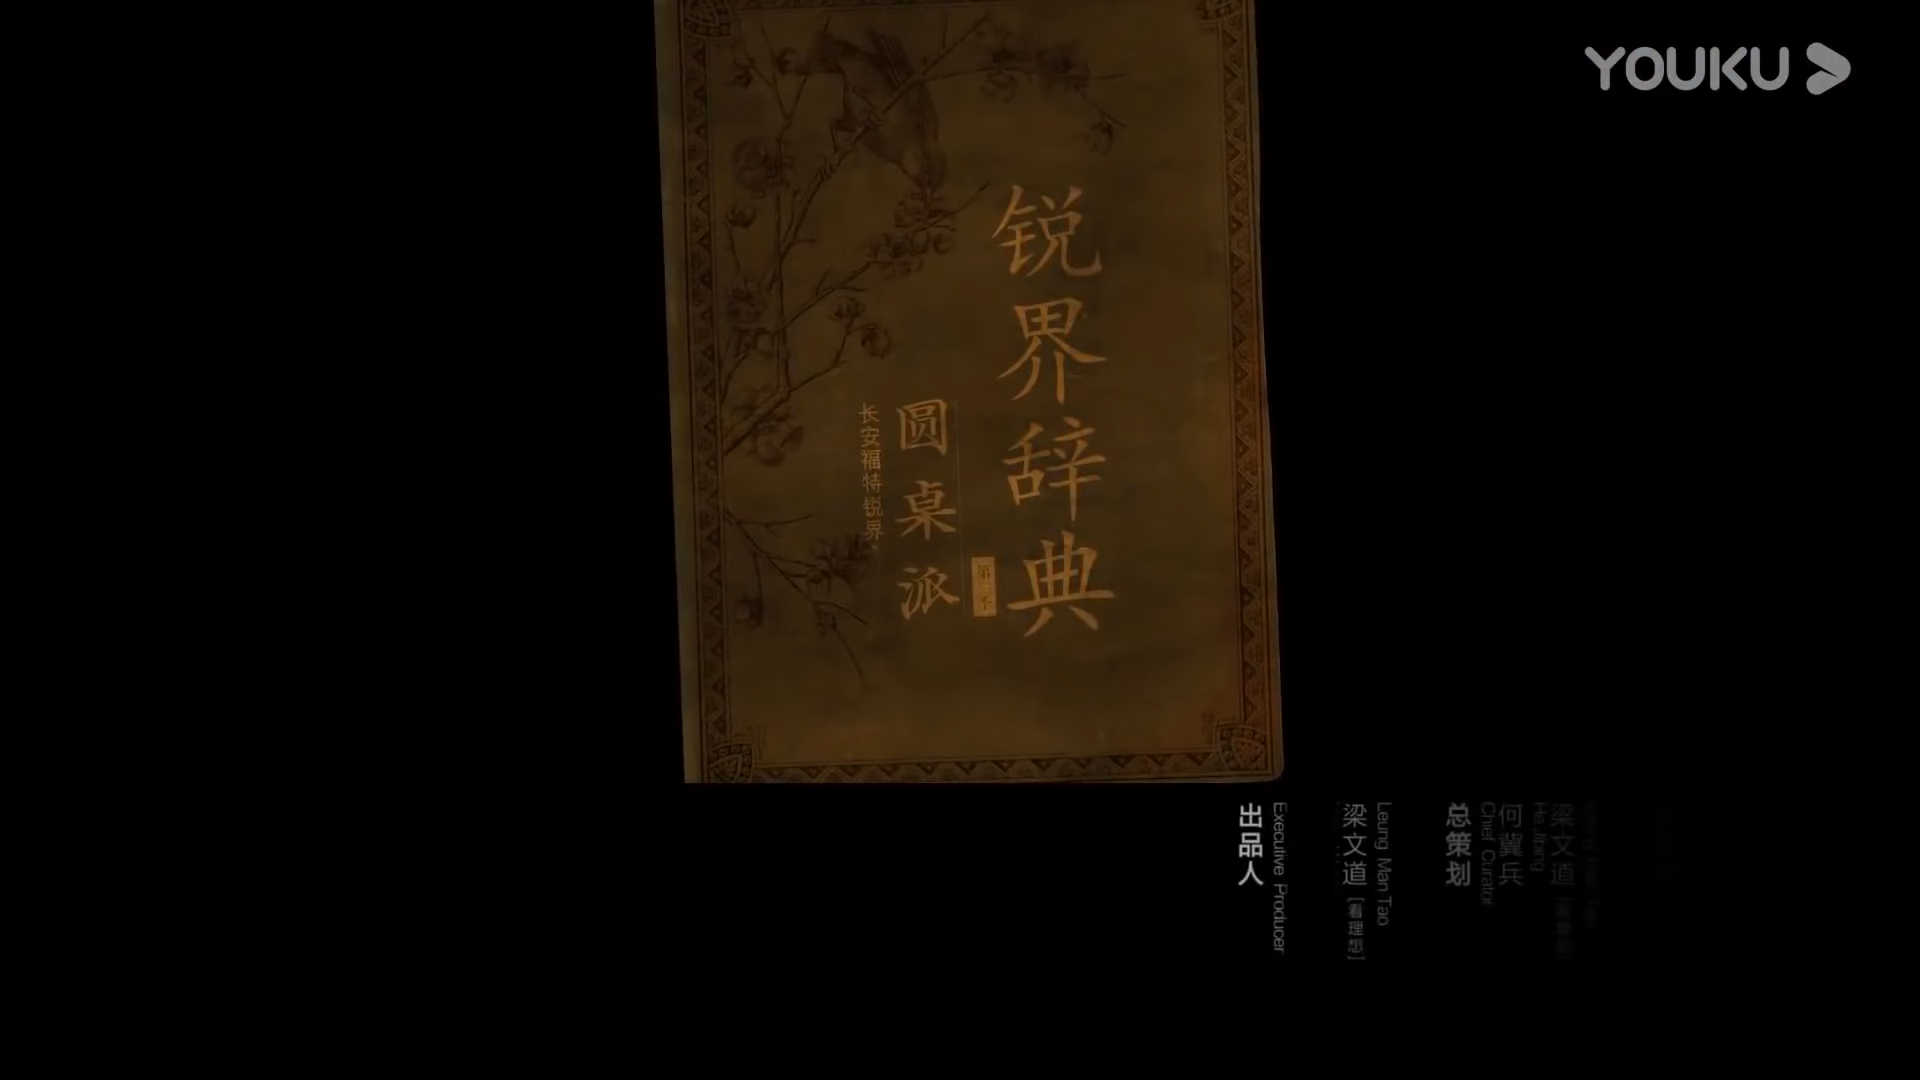 YOUKU
锐界辞典
圆桌派
长安福特锐界
出品人
Executive Producer
梁文道 [看理想]
Leung Man Tao
总策划
Chief Curator
何冀兵
He Jibing
梁文道